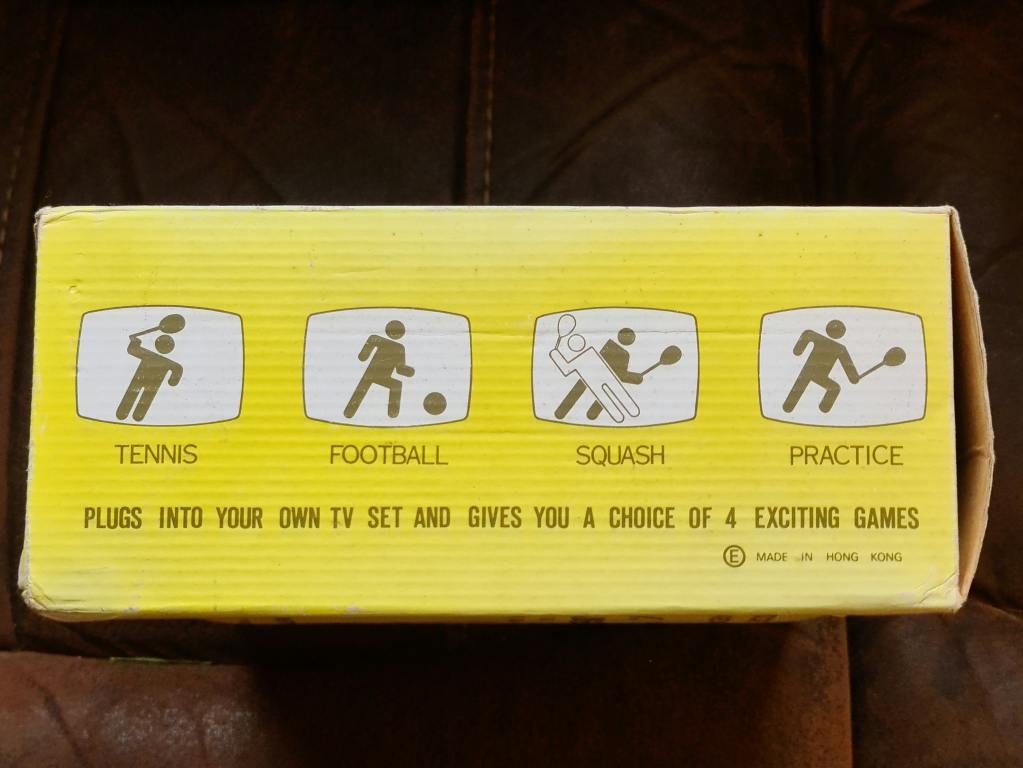 TENNIS FOOTBALL SQUASH PRACTICE
PLUGS INTO YOUR OWN TV SET AND GIVES YOU A CHOICE OF 4 EXCITING GAMES
Ⓔ MADE IN HONG KONG